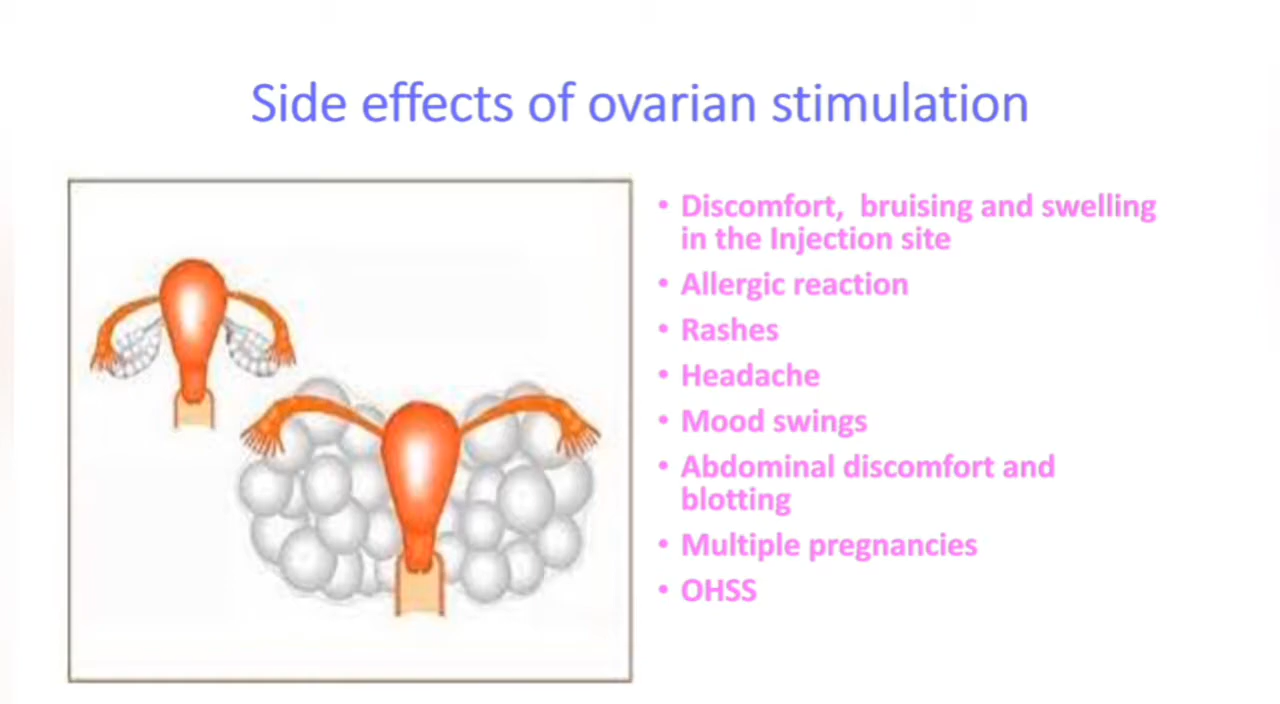 Side effects of ovarian stimulation
• Discomfort,  bruising and swelling
in the Injection site
• Allergic reaction
• Rashes
• Headache
• Mood swings
• Abdominal discomfort and
blotting
• Multiple pregnancies
• OHSS